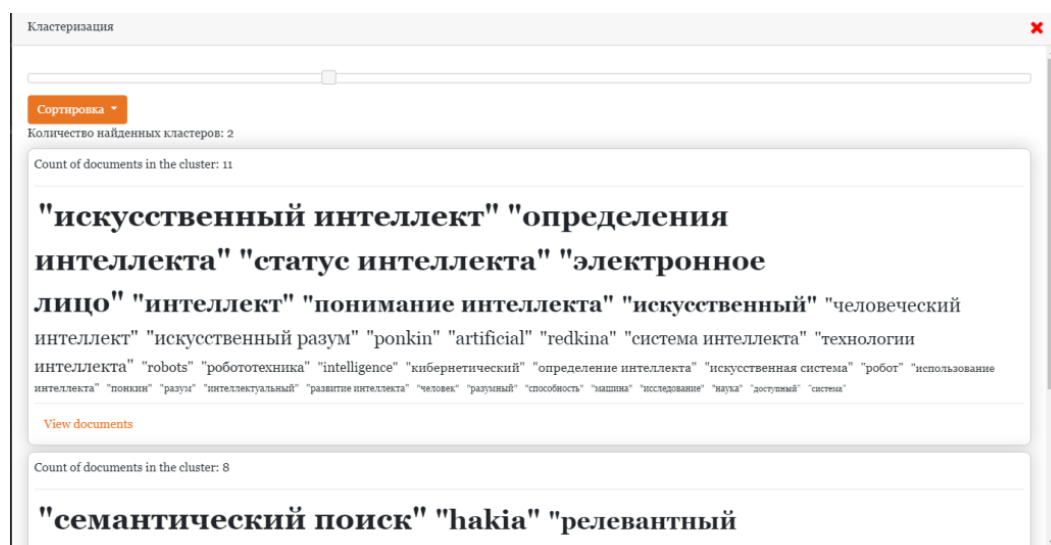 Кластеризация
Сортировка
Количество найденных кластеров: 2
Count of documents in the cluster: 11
"искусственный интеллект" "определения
интеллекта" "статус интеллекта" "электронное
лицо" "интеллект" "понимание интеллекта" "искусственный" "человеческий
интеллект" "искусственный разум" "ponkin" "artificial" "redkina" "система интеллекта" "технологии
интеллекта" "robots" "робототехника" "intelligence" "кибернетический" "определение интеллекта" "искусственная система" "робот" "использование
интеллекта" "понкин" "разум" "интеллектуальный" "развитие интеллекта" "человек" "разумный" "способность" "машина" "исследование" "наука" "доступный" "система"
View documents
Count of documents in the cluster: 8
"семантический поиск" "hakia" "релевантный